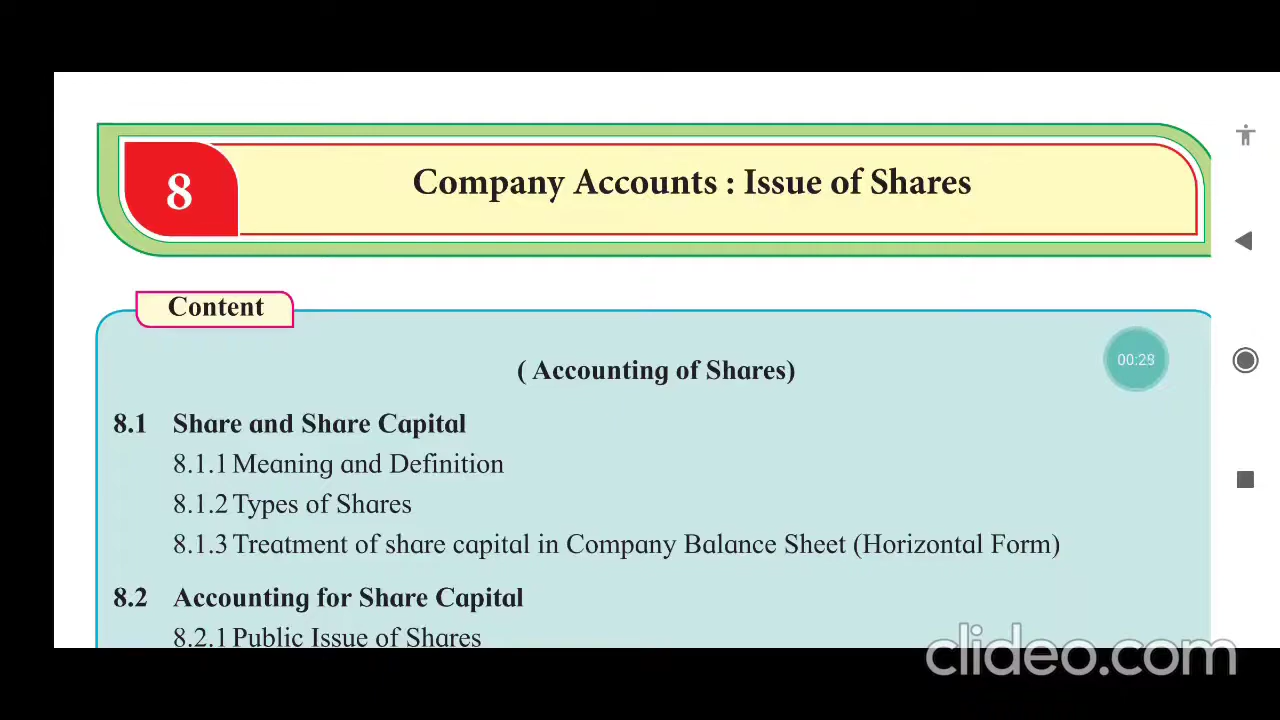 8
Company Accounts : Issue of Shares
Content
( Accounting of Shares)
00:28
8.1 Share and Share Capital
8.1.1 Meaning and Definition
8.1.2 Types of Shares
8.1.3 Treatment of share capital in Company Balance Sheet (Horizontal Form)
8.2 Accounting for Share Capital
8.2.1 Public Issue of Shares
clideo.com